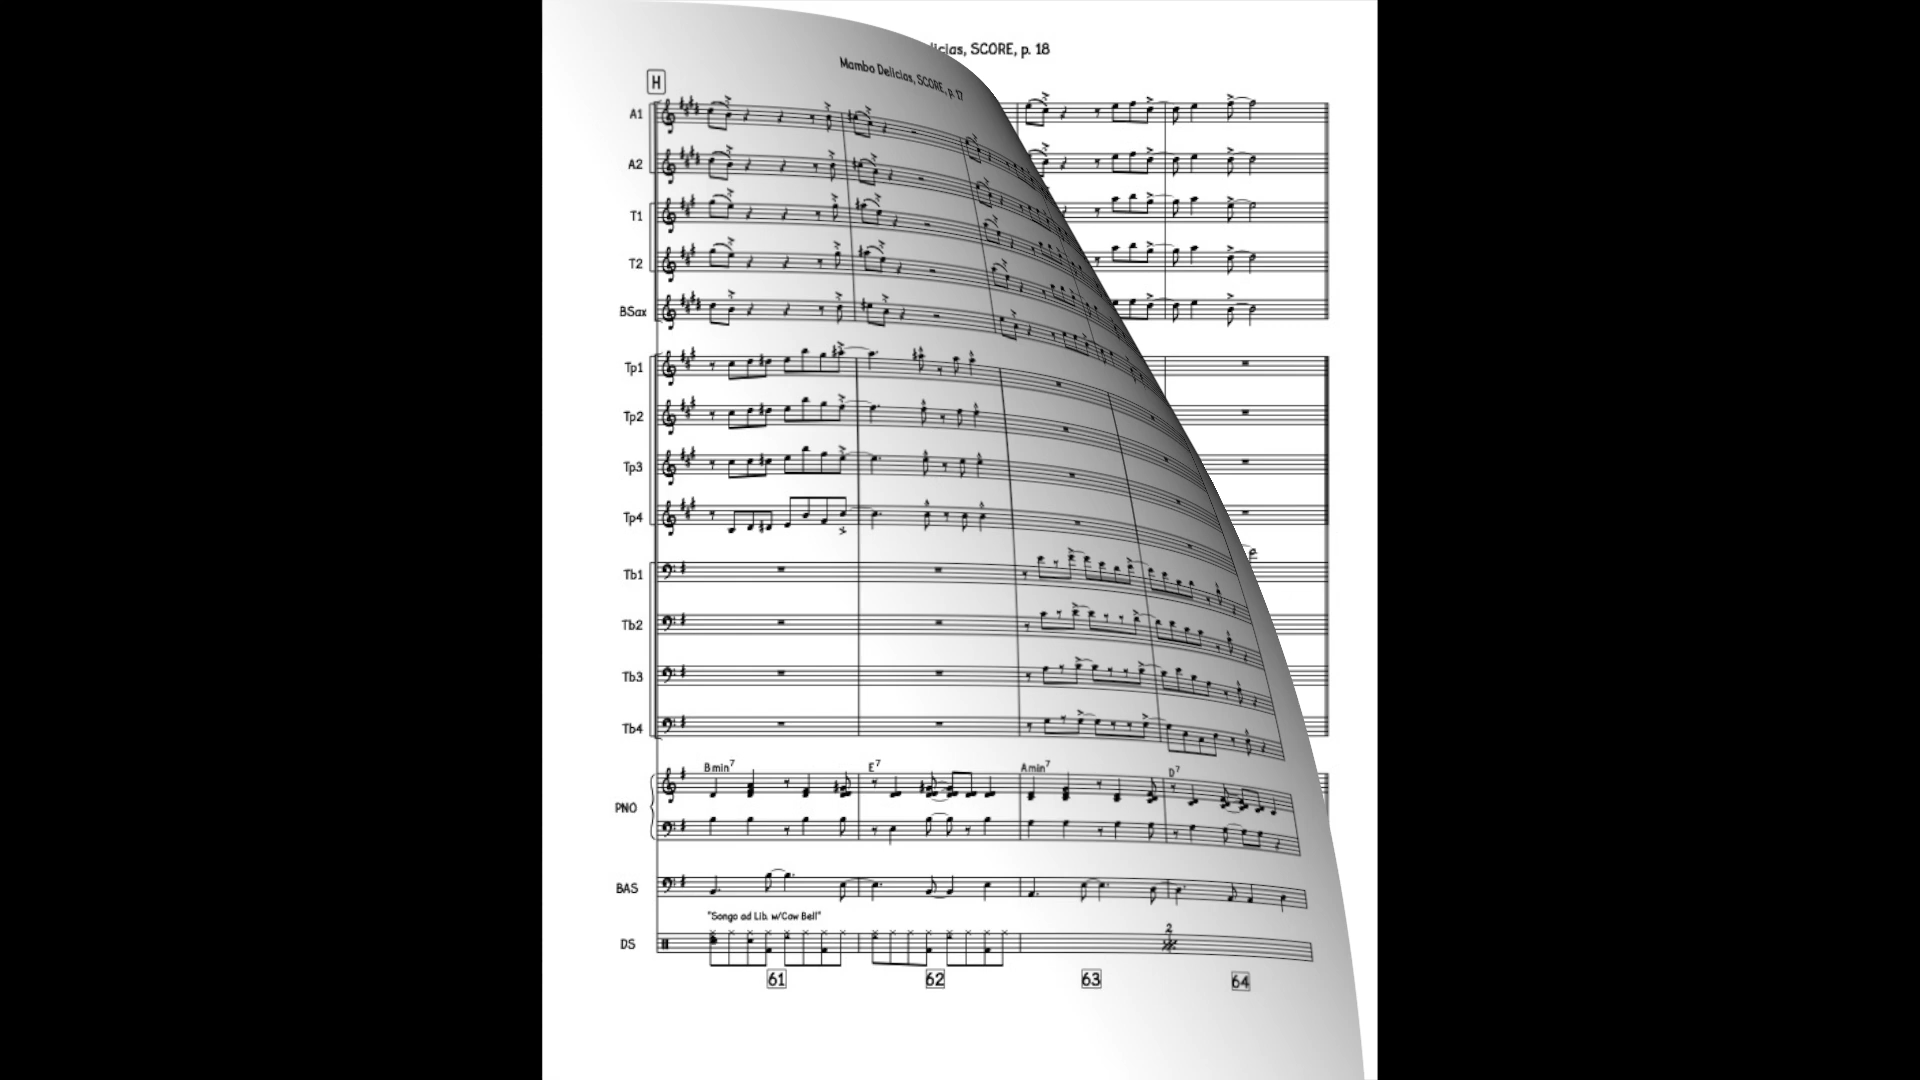 licias, SCORE, p. 18
Mambo Delicias, SCORE, p. 17
H
A1
A2
T1
T2
BSax
Tp1
Tp2
Tp3
Tp4
Tb1
Tb2
Tb3
Tb4
Bmin7 E7 Amin7 D7
PNO
BAS
"Songo ad Lib. w/Cow Bell"
2
DS
61 62 63 64